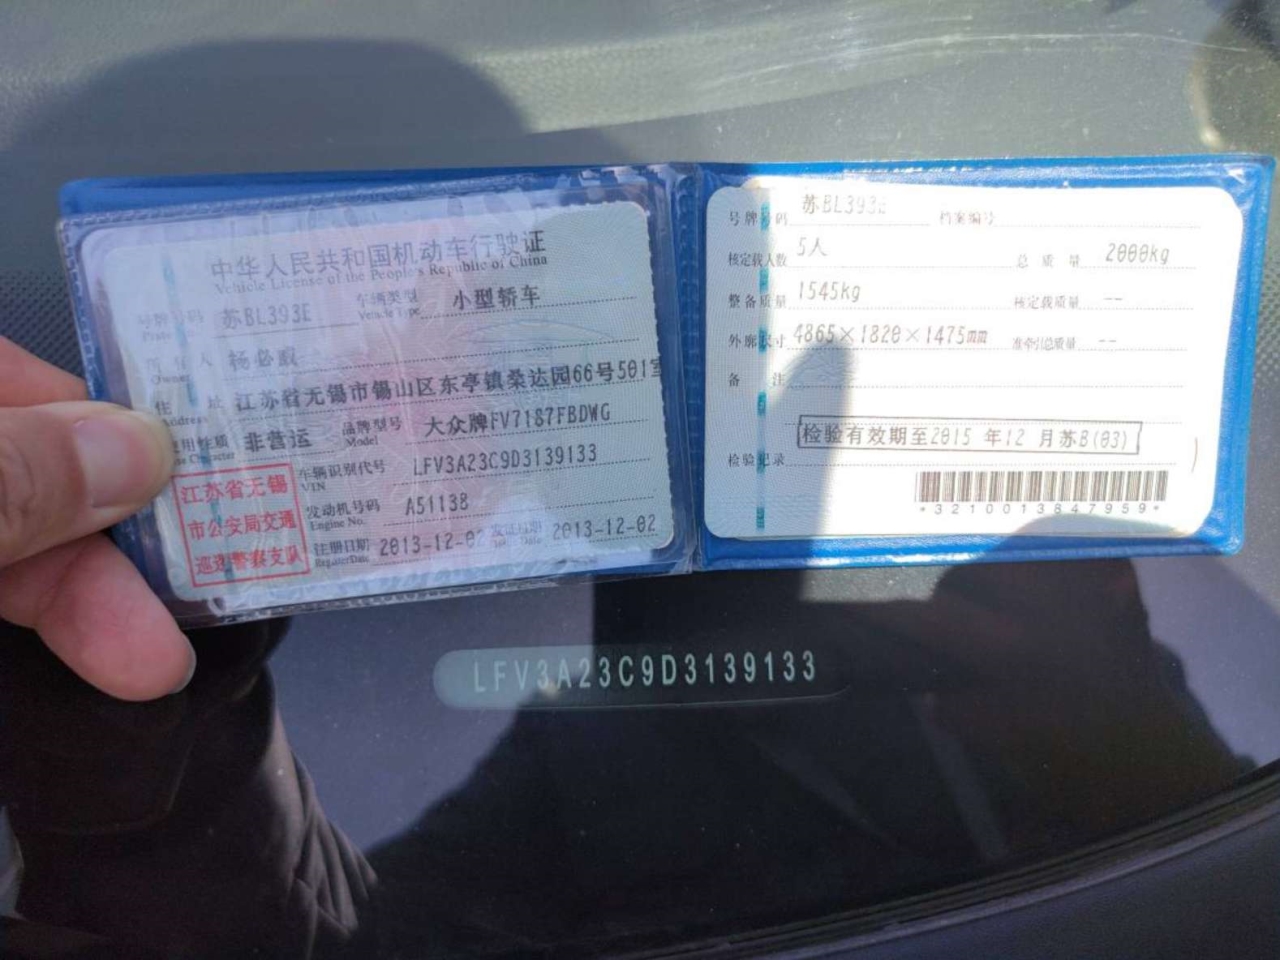 中华人民共和国机动车行驶证
Vehicle License of the People's Republic of China
号牌号码 苏BL393E 车辆类型 小型轿车
Plate Vehicle Type
所有人 杨必
Owner
住址 江苏省无锡市锡山区东亭镇桑达园66号501室
Address
使用性质 非营运 品牌型号 大众牌FV7187FBDWG
Use Character Model
车辆识别代号 LFV3A23C9D3139133
VIN
发动机号码 A51138
Engine No.
注册日期 2013-12-02 发证日期 2013-12-02
Register Date Issue Date
江苏省无锡
市公安局交通
巡逻警察支队
号牌号码 苏BL393E 档案编号
核定载人数 5人 总质量 2000kg
整备质量 1545kg 核定载质量 --
外廓尺寸 4865×1820×1475mm 准牵引总质量 --
备注
检验有效期至2015年12月苏B(03)
检验记录
*3210013847959*
LFV3A23C9D3139133